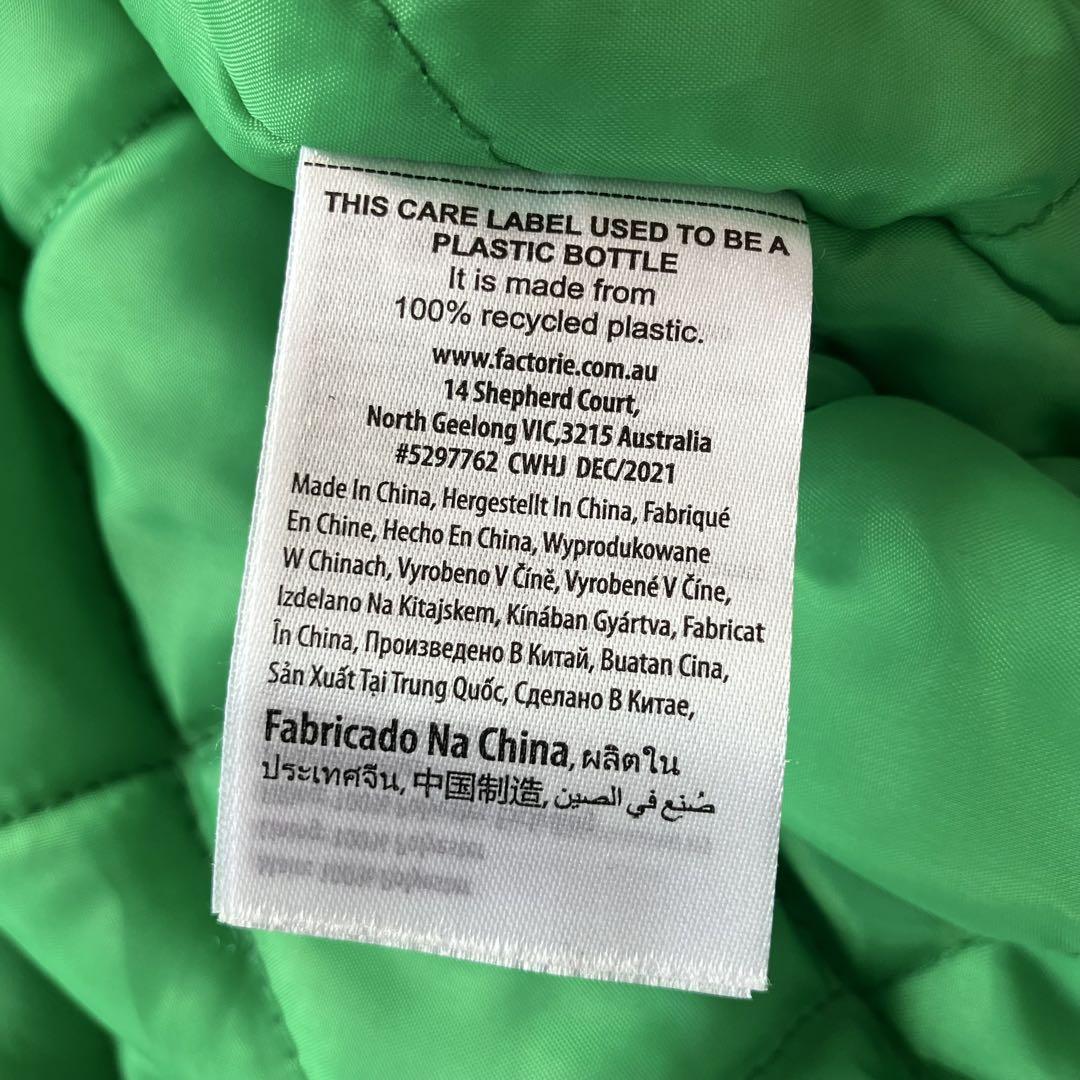 THIS CARE LABEL USED TO BE A
PLASTIC BOTTLE
It is made from
100% recycled plastic.
www.factorie.com.au
14 Shepherd Court,
North Geelong VIC,3215 Australia
#5297762 CWHJ DEC/2021
Made In China, Hergestellt In China, Fabriqué
En Chine, Hecho En China, Wyprodukowane
W Chinach, Vyrobeno V Číně, Vyrobené V Číne,
Izdelano Na Kitajskem, Kínában Gyártva, Fabricat
În China, Произведено В Китай, Buatan Cina,
Sản Xuất Tại Trung Quốc, Сделано В Китае,
Fabricado Na China, ผลิตใน
ประเทศจีน, 中国制造, صُنع في الصين